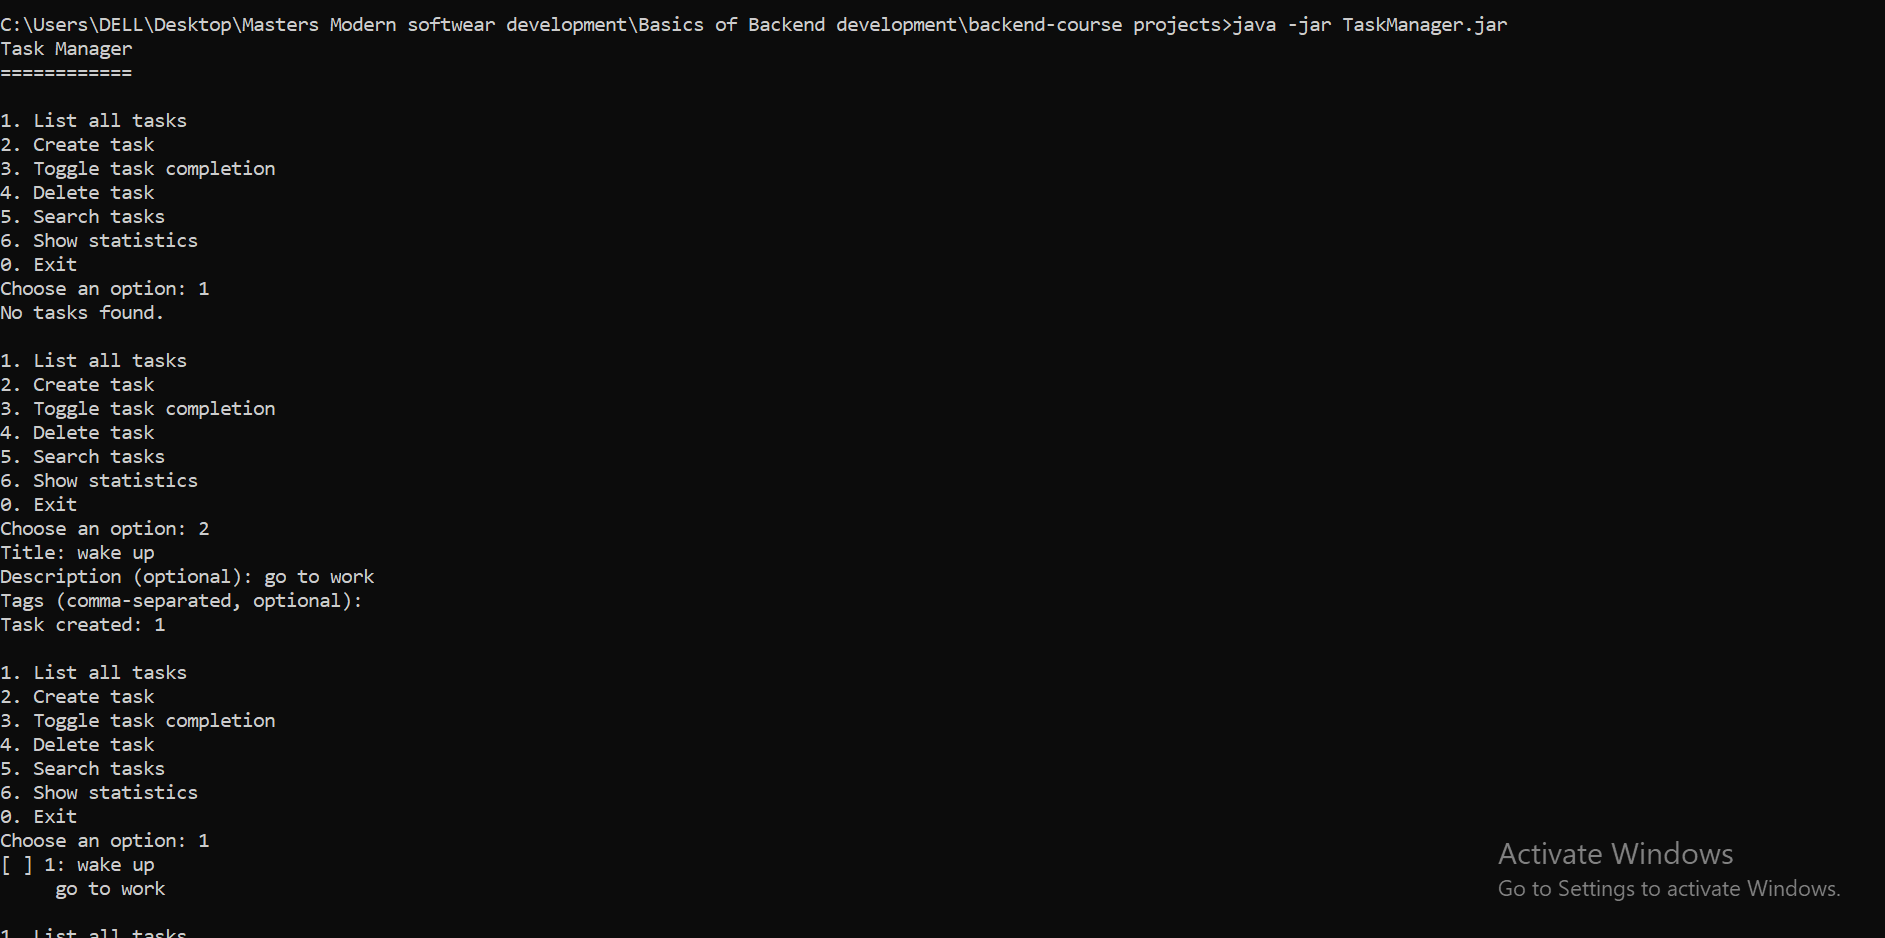 C:\Users\DELL\Desktop\Masters Modern softwear development\Basics of Backend development\backend-course projects>java -jar TaskManager.jar
Task Manager
============
1. List all tasks
2. Create task
3. Toggle task completion
4. Delete task
5. Search tasks
6. Show statistics
0. Exit
Choose an option: 1
No tasks found.
1. List all tasks
2. Create task
3. Toggle task completion
4. Delete task
5. Search tasks
6. Show statistics
0. Exit
Choose an option: 2
Title: wake up
Description (optional): go to work
Tags (comma-separated, optional):
Task created: 1
1. List all tasks
2. Create task
3. Toggle task completion
4. Delete task
5. Search tasks
6. Show statistics
0. Exit
Choose an option: 1
[ ] 1: wake up
go to work
1. List all tasks
Activate Windows
Go to Settings to activate Windows.